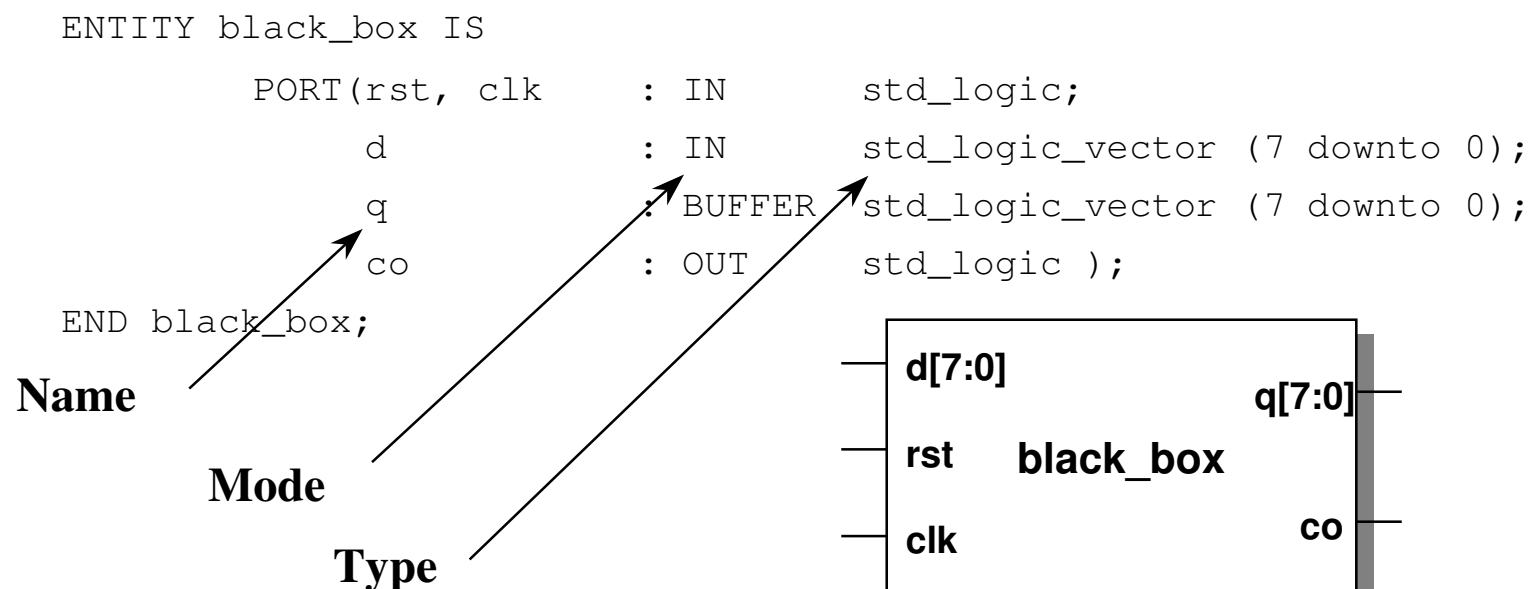 ENTITY black_box IS
PORT(rst, clk : IN std_logic;
d : IN std_logic_vector (7 downto 0);
q : BUFFER std_logic_vector (7 downto 0);
co : OUT std_logic );
END black_box;
Name
Mode
Type
d[7:0]
q[7:0]
rst black_box
co
clk